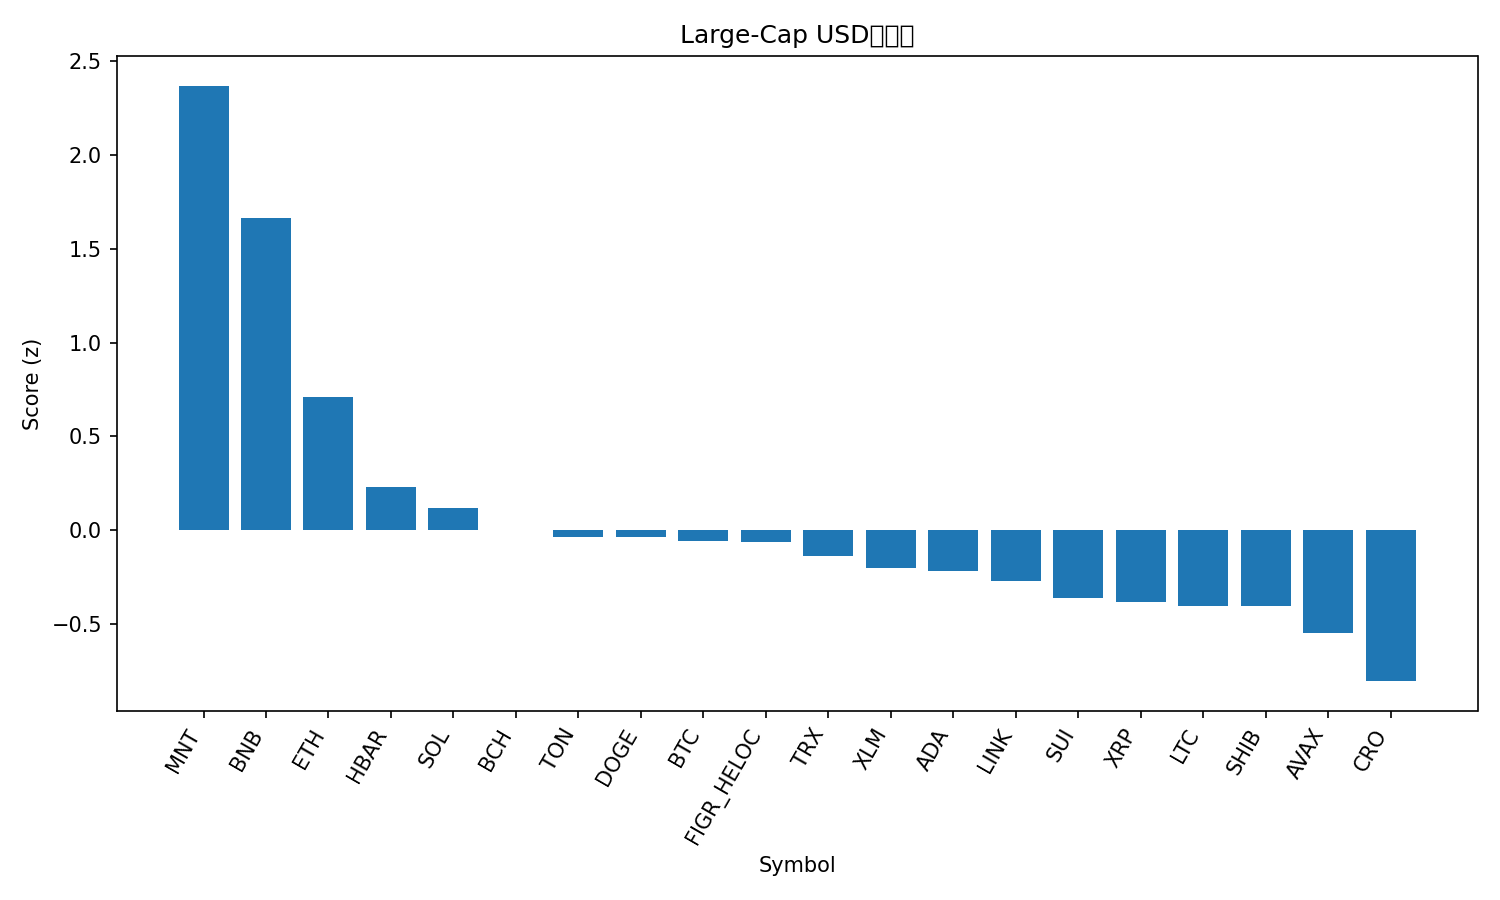 Large-Cap USD
Score (z)
2.5
2.0
1.5
1.0
0.5
0.0
−0.5
MNT
BNB
ETH
HBAR
SOL
BCH
TON
DOGE
BTC
FIGR_HELOC
TRX
XLM
ADA
LINK
SUI
XRP
LTC
SHIB
AVAX
CRO
Symbol